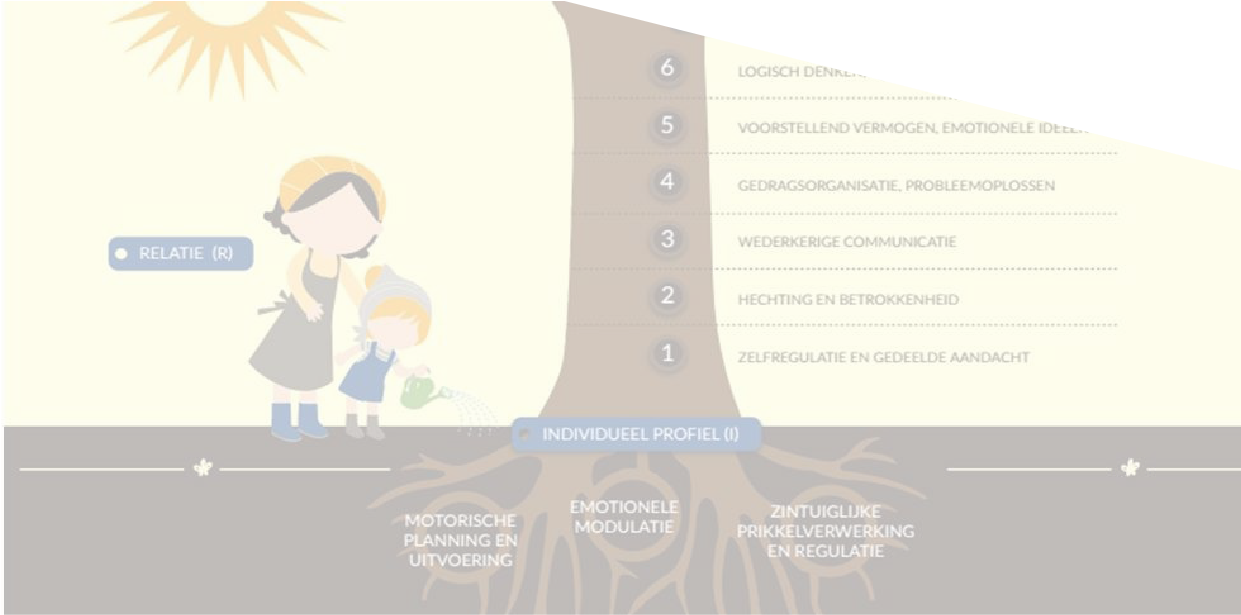 6
LOGISCH
5
VOORSTELLEND VERMOGEN, EMOTIONELE
4
GEDRAGSORGANISATIE, PROBLEEMOPLOSSEN
3
WEDERKERIGE COMMUNICATIE
RELATIE (R)
2
HECHTING EN BETROKKENHEID
1
ZELFREGULATIE EN GEDEELDE AANDACHT
INDIVIDUEEL PROFIEL (I)
MOTORISCHE
PLANNING EN
UITVOERING
EMOTIONELE
MODULATIE
ZINTUIGLIJKE
PRIKKELVERWERKING
EN REGULATIE